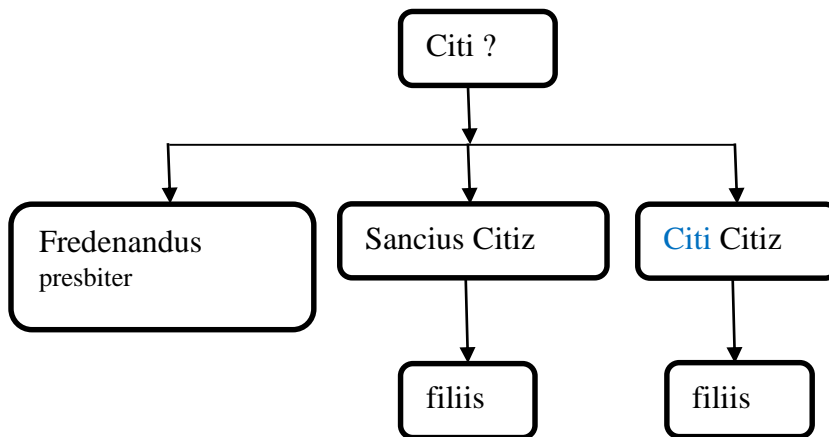 Citi ?
Fredenandus
presbiter
Sancius Citiz
Citi Citiz
filiis
filiis